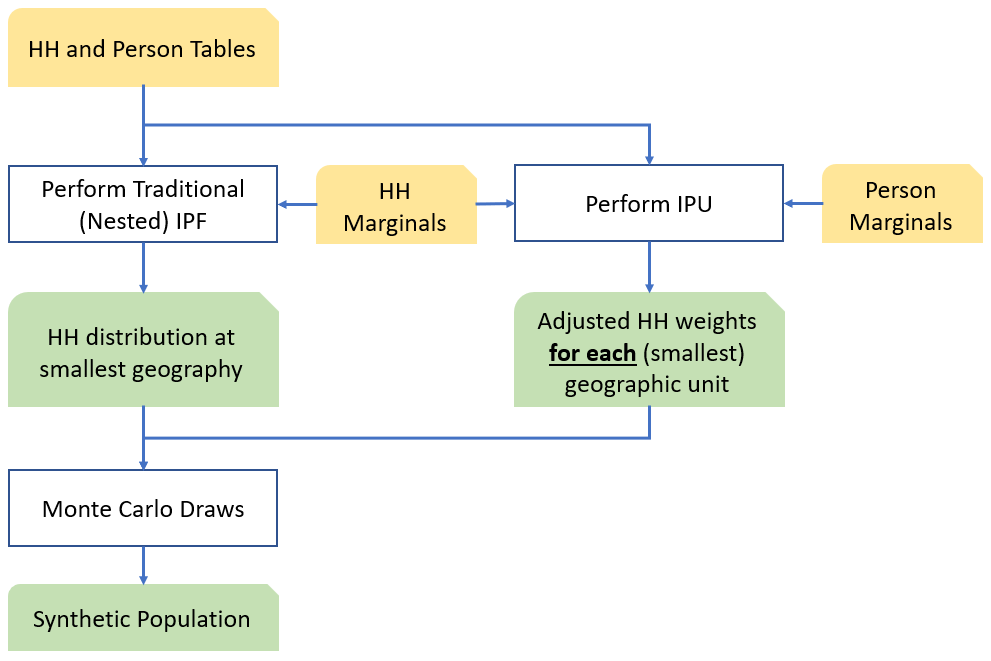 HH and Person Tables
Perform Traditional
(Nested) IPF
HH
Marginals
Perform IPU
Person
Marginals
HH distribution at
smallest geography
Adjusted HH weights
for each (smallest)
geographic unit
Monte Carlo Draws
Synthetic Population